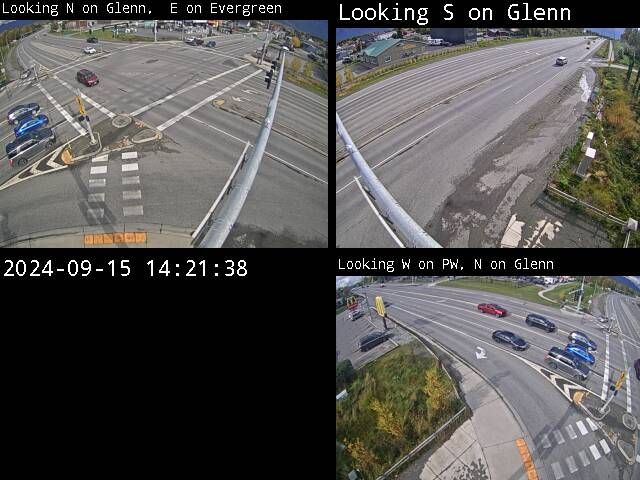 Looking N on Glenn,  E on Evergreen
Looking S on Glenn
2024-09-15 14:21:38
Looking W on PW, N on Glenn